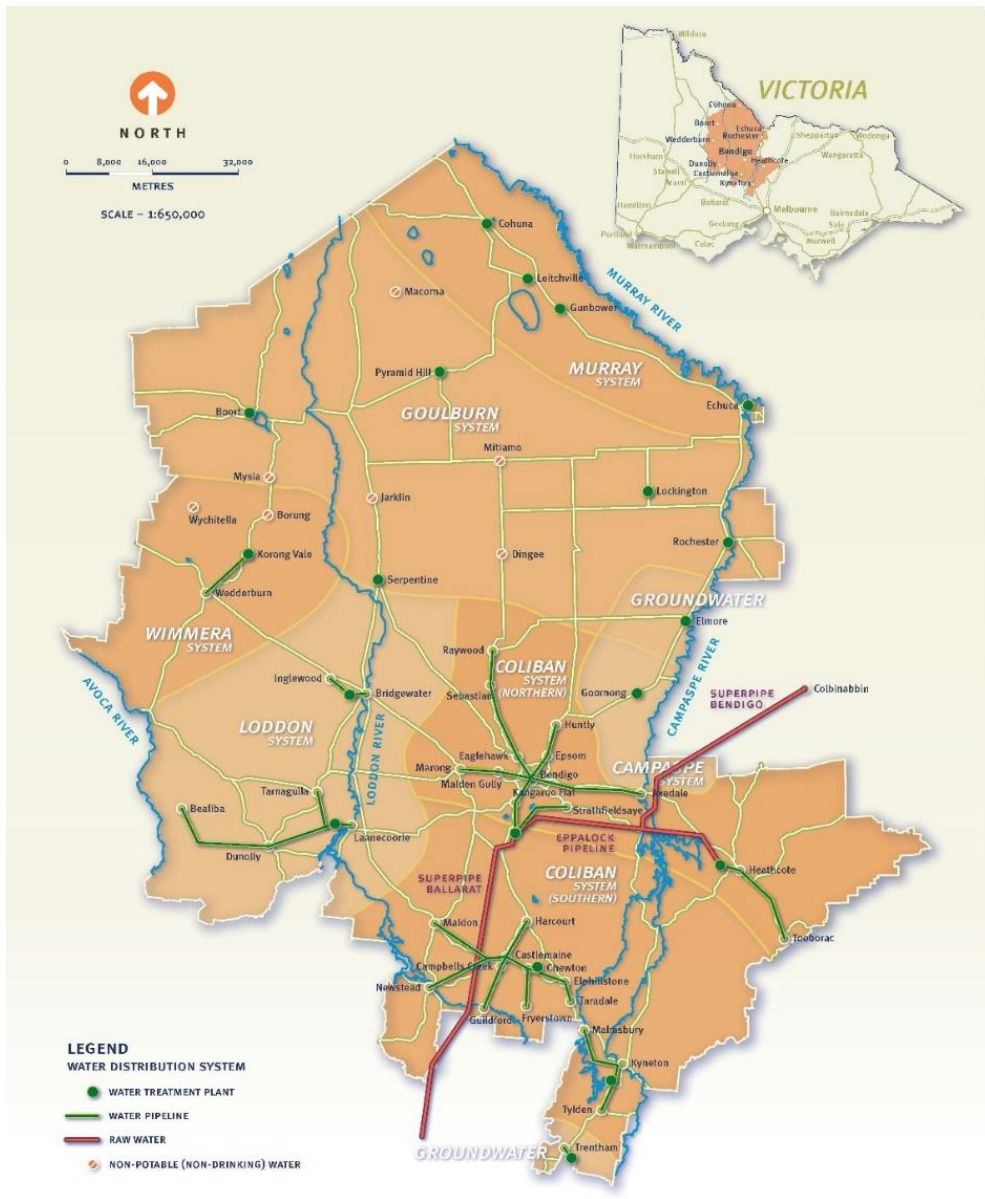 NORTH
0 8,000 16,000 32,000
METRES
SCALE – 1:650,000
VICTORIA
Mildura
Cohuna
Boort
Echuca
Rochester
Wedderburn
Bendigo
Heathcote
Dunolly
Castlemaine
Kyneton
Shepparton
Wodonga
Wangaratta
Horsham
Stawell
Ararat
Ballarat
Melbourne
Hamilton
Geelong
Bairnsdale
Sale
Morwell
Portland
Warrnambool
Colac
Cohuna
Leitchville
Macorna
Gunbower
MURRAY RIVER
Pyramid Hill
MURRAY
SYSTEM
Boort
GOULBURN
SYSTEM
Echuca
Mitiamo
Mysia
Jarklin
Lockington
Wychitella
Borung
Rochester
Korong Vale
Dingee
Serpentine
Wedderburn
GROUNDWATER
Elmore
WIMMERA
SYSTEM
Raywood
COLIBAN
SYSTEM
(NORTHERN)
CAMPASPE RIVER
AVOCA RIVER
Inglewood
Bridgewater
Sebastian
Goornong
SUPERPIPE
BENDIGO
Colbinabbin
LODDON
SYSTEM
LODDON RIVER
Huntly
Eaglehawk
Epsom
Marong
Bendigo
CAMPASPE
SYSTEM
Maiden Gully
Kangaroo Flat
Axedale
Tarnagulla
Strathfieldsaye
Bealiba
Laanecoorie
EPPALOCK
PIPELINE
Dunolly
SUPERPIPE
BALLARAT
COLIBAN
SYSTEM
(SOUTHERN)
Heathcote
Maldon
Harcourt
Tooborac
Castlemaine
Campbells Creek
Chewton
Newstead
Elphinstone
Taradale
Guildford
Fryerstown
Malmsbury
LEGEND
WATER DISTRIBUTION SYSTEM
WATER TREATMENT PLANT
WATER PIPELINE
RAW WATER
NON-POTABLE (NON-DRINKING) WATER
Kyneton
Tylden
Trentham
GROUNDWATER